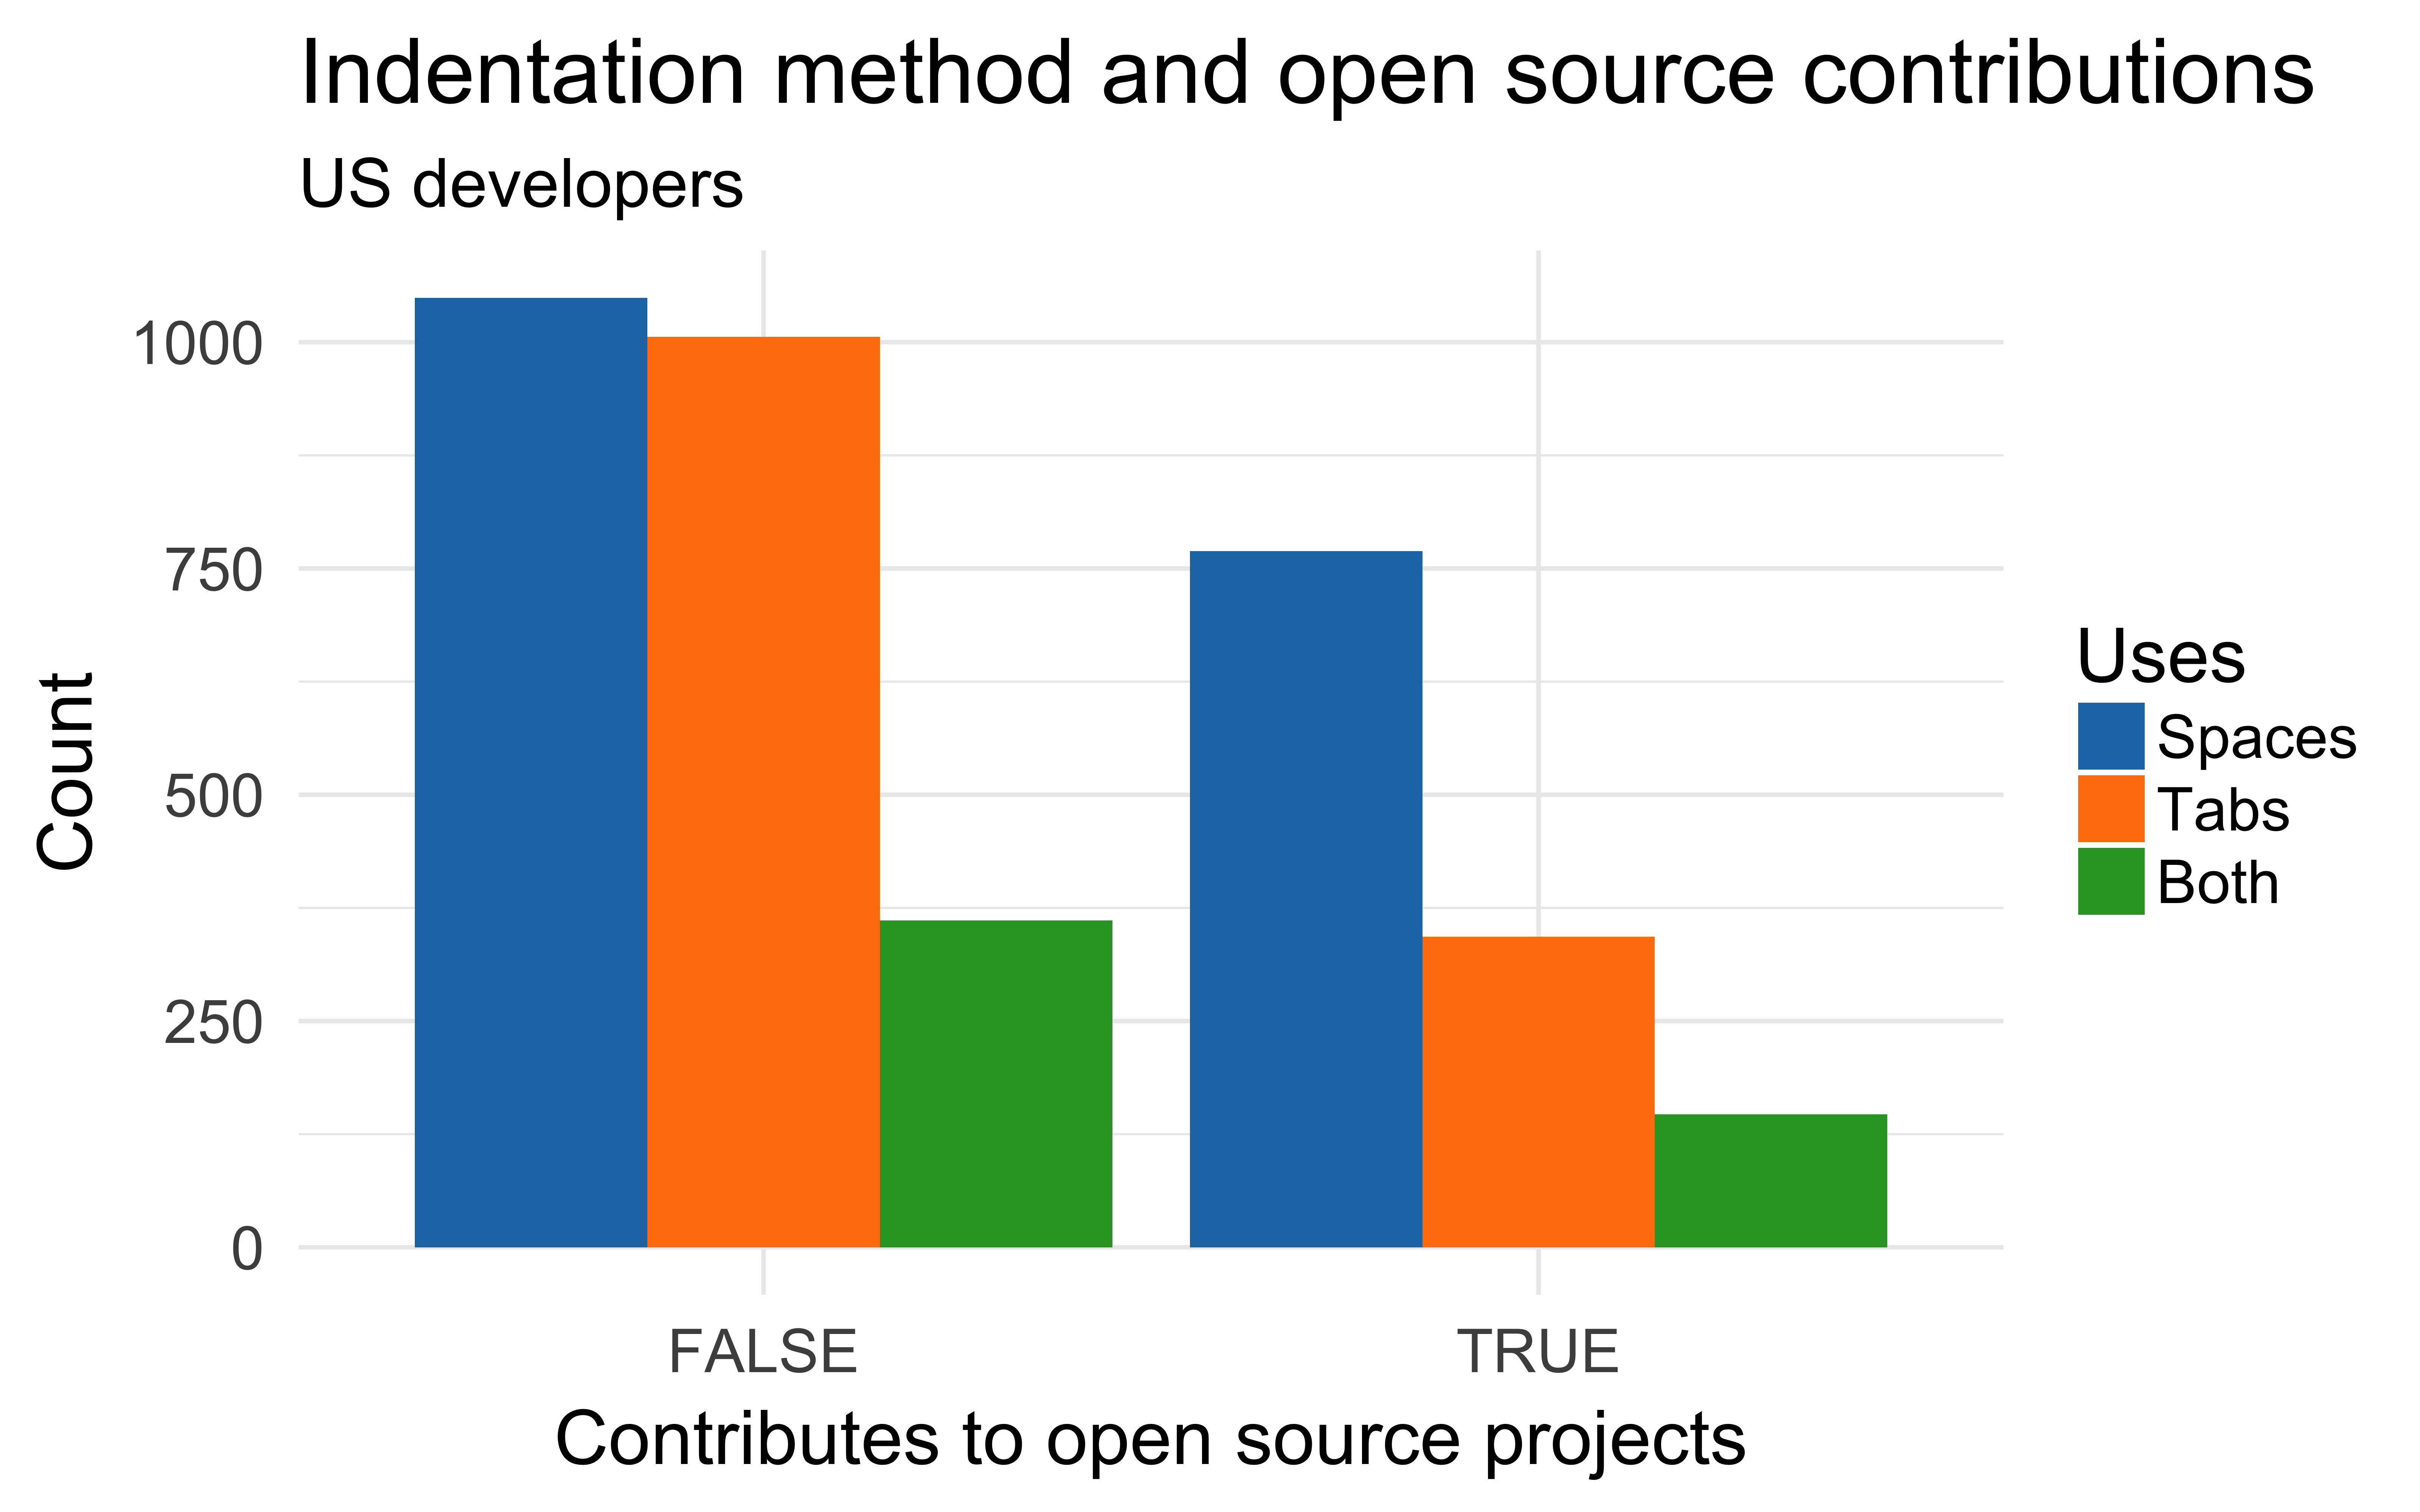 Indentation method and open source contributions
US developers
1000
750
500
250
0
Count
FALSE
TRUE
Contributes to open source projects
Uses
Spaces
Tabs
Both